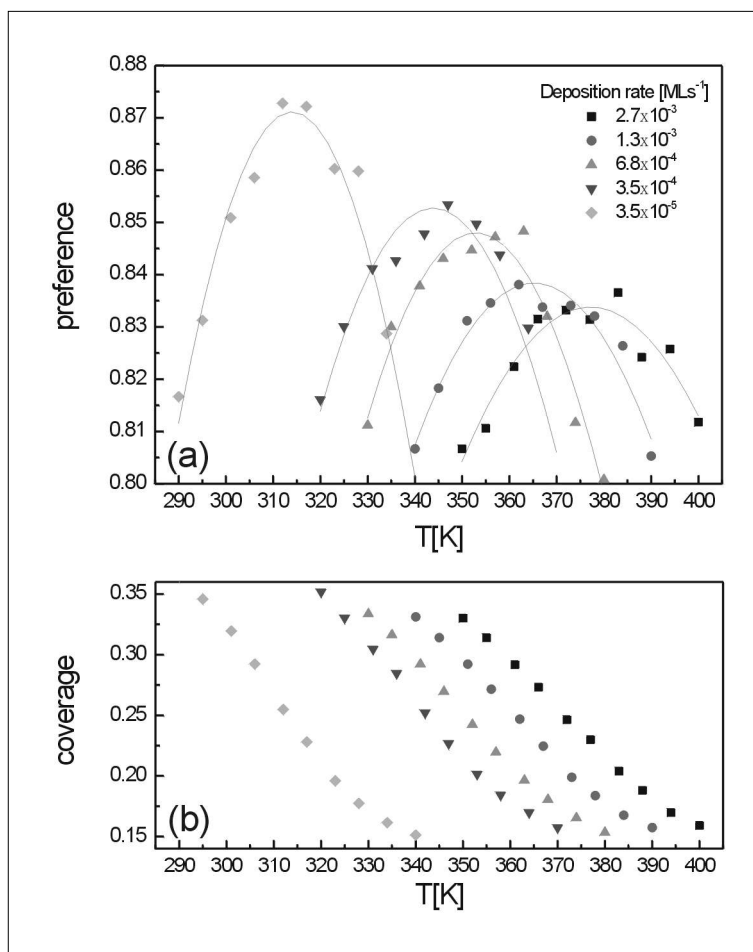 0.88
0.87
0.86
0.85
0.84
0.83
0.82
0.81
0.80
preference
Deposition rate [MLs⁻¹]
2.7x10⁻³
1.3x10⁻³
6.8x10⁻⁴
3.5x10⁻⁴
3.5x10⁻⁵
(a)
290 300 310 320 330 340 350 360 370 380 390 400
T[K]
0.35
0.30
0.25
0.20
0.15
coverage
(b)
290 300 310 320 330 340 350 360 370 380 390 400
T[K]